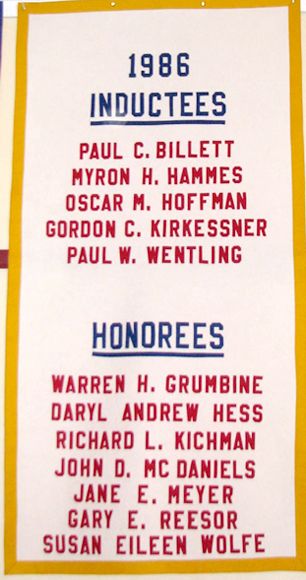 1986
INDUCTEES
PAUL C. BILLETT
MYRON H. HAMMES
OSCAR M. HOFFMAN
GORDON C. KIRKESSNER
PAUL W. WENTLING
HONOREES
WARREN H. GRUMBINE
DARYL ANDREW HESS
RICHARD L. KICHMAN
JOHN D. MC DANIELS
JANE E. MEYER
GARY E. REESOR
SUSAN EILEEN WOLFE